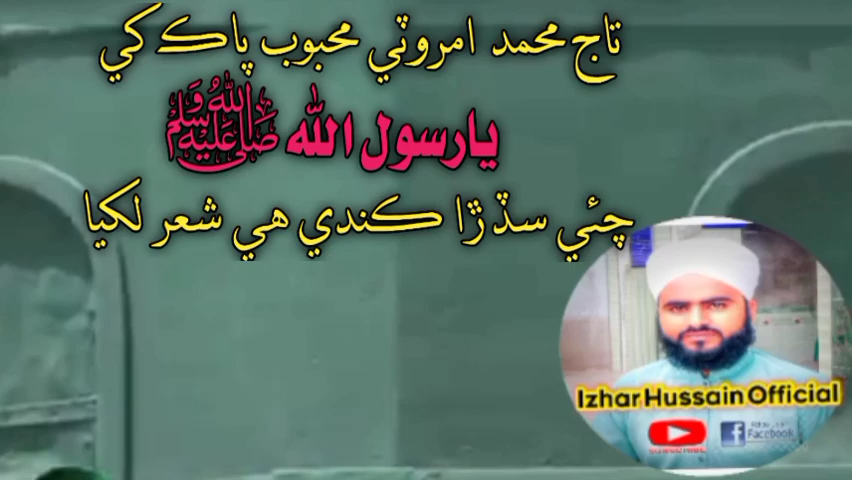 تاج محمد امروٽي محبوب پاڪ کي
يارسول الله ﷺ
چئي سڏڙا ڪندي هي شعر لکيا
Izhar Hussain Official
SUBSCRIBE
Facebook